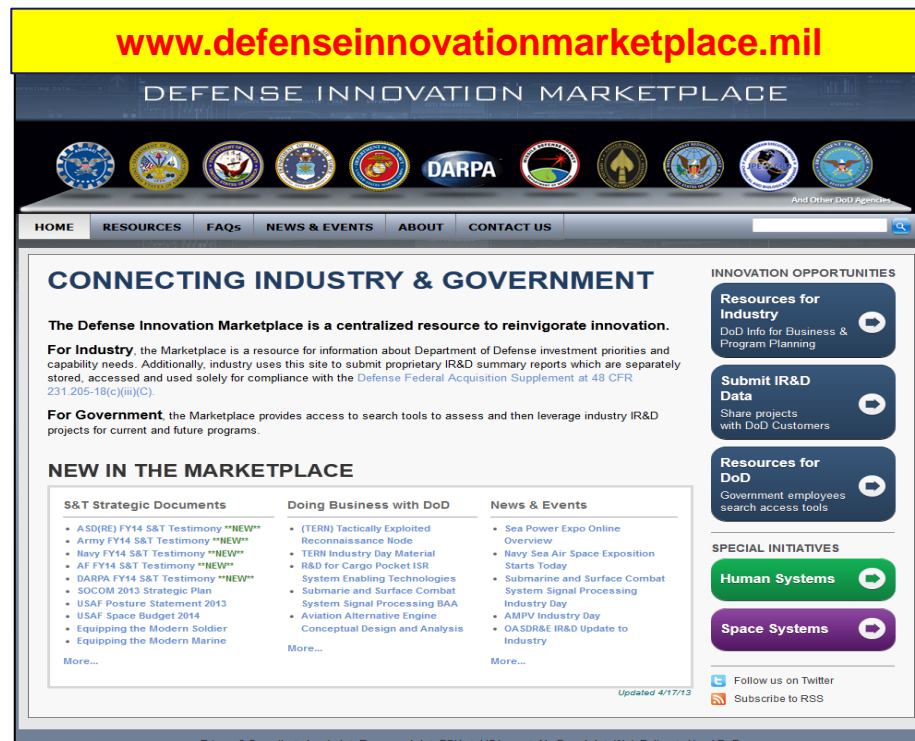 www.defenseinnovationmarketplace.mil
DEFENSE INNOVATION MARKETPLACE
DARPA
And Other DoD Agencies
HOME RESOURCES FAQs NEWS & EVENTS ABOUT CONTACT US
CONNECTING INDUSTRY & GOVERNMENT
The Defense Innovation Marketplace is a centralized resource to reinvigorate innovation.
For Industry, the Marketplace is a resource for information about Department of Defense investment priorities and
capability needs. Additionally, industry uses this site to submit proprietary IR&D summary reports which are separately
stored, accessed and used solely for compliance with the Defense Federal Acquisition Supplement at 48 CFR
231.205-18(c)(iii)(C).
For Government, the Marketplace provides access to search tools to assess and then leverage industry IR&D
projects for current and future programs.
NEW IN THE MARKETPLACE
S&T Strategic Documents
• ASD(RE) FY14 S&T Testimony **NEW**
• Army FY14 S&T Testimony **NEW**
• Navy FY14 S&T Testimony **NEW**
• AF FY14 S&T Testimony **NEW**
• DARPA FY14 S&T Testimony **NEW**
• SOCOM 2013 Strategic Plan
• USAF Posture Statement 2013
• USAF Space Budget 2014
• Equipping the Modern Soldier
• Equipping the Modern Marine
More...
Doing Business with DoD
• (TERN) Tactically Exploited
Reconnaissance Node
• TERN Industry Day Material
• R&D for Cargo Pocket ISR
System Enabling Technologies
• Submarie and Surface Combat
System Signal Processing BAA
• Aviation Alternative Engine
Conceptual Design and Analysis
More...
News & Events
• Sea Power Expo Online
Overview
• Navy Sea Air Space Exposition
Starts Today
• Submarine and Surface Combat
System Signal Processing
Industry Day
• AMPV Industry Day
• OASDR&E IR&D Update to
Industry
More...
Updated 4/17/13
INNOVATION OPPORTUNITIES
Resources for
Industry
DoD Info for Business &
Program Planning
Submit IR&D
Data
Share projects
with DoD Customers
Resources for
DoD
Government employees
search access tools
SPECIAL INITIATIVES
Human Systems
Space Systems
Follow us on Twitter
Subscribe to RSS